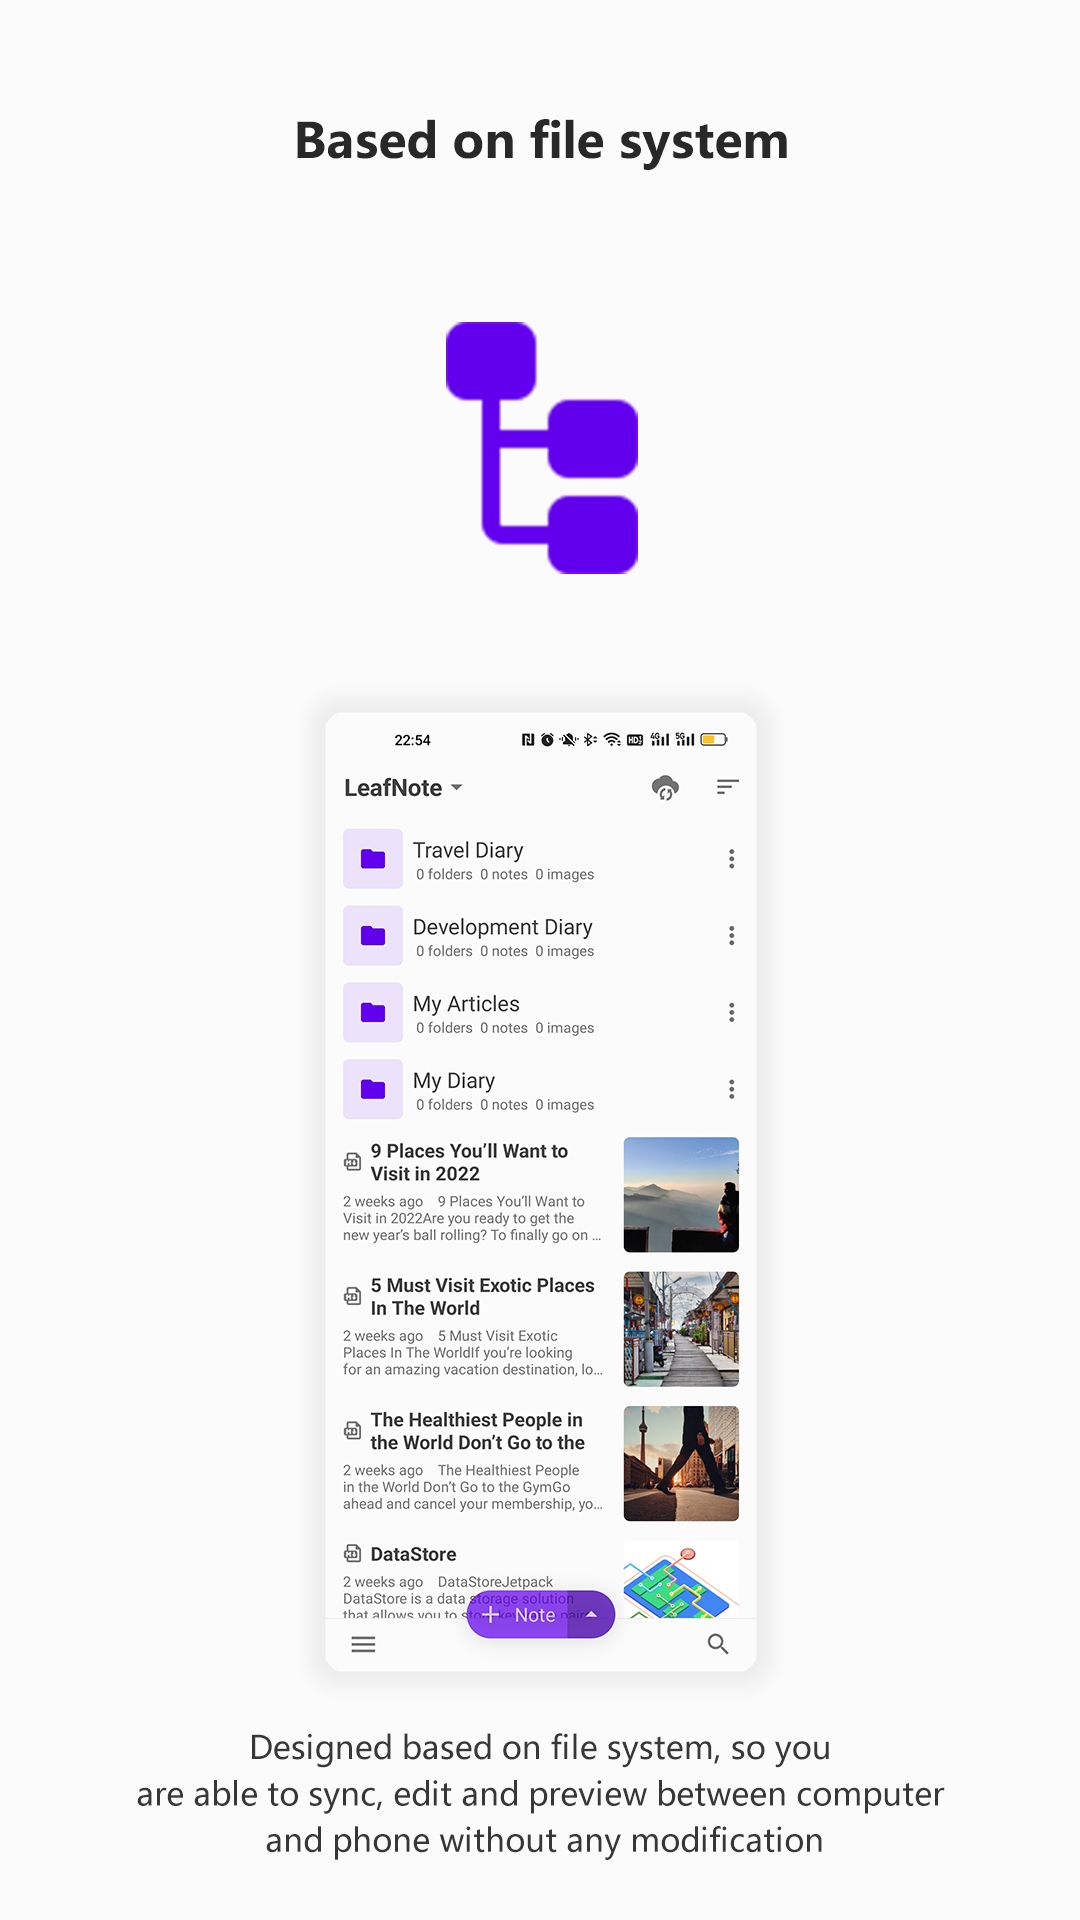 Based on file system
22:54
LeafNote
Travel Diary
0 folders 0 notes 0 images
Development Diary
0 folders 0 notes 0 images
My Articles
0 folders 0 notes 0 images
My Diary
0 folders 0 notes 0 images
9 Places You’ll Want to
Visit in 2022
2 weeks ago 9 Places You’ll Want to
Visit in 2022Are you ready to get the
new year’s ball rolling? To finally go on ...
5 Must Visit Exotic Places
In The World
2 weeks ago 5 Must Visit Exotic
Places In The WorldIf you’re looking
for an amazing vacation destination, lo...
The Healthiest People in
the World Don’t Go to the
2 weeks ago The Healthiest People
in the World Don’t Go to the GymGo
ahead and cancel your membership, yo...
DataStore
2 weeks ago DataStoreJetpack
DataStore is a data storage solution
that allows you to
Note
Designed based on file system, so you
are able to sync, edit and preview between computer
and phone without any modification